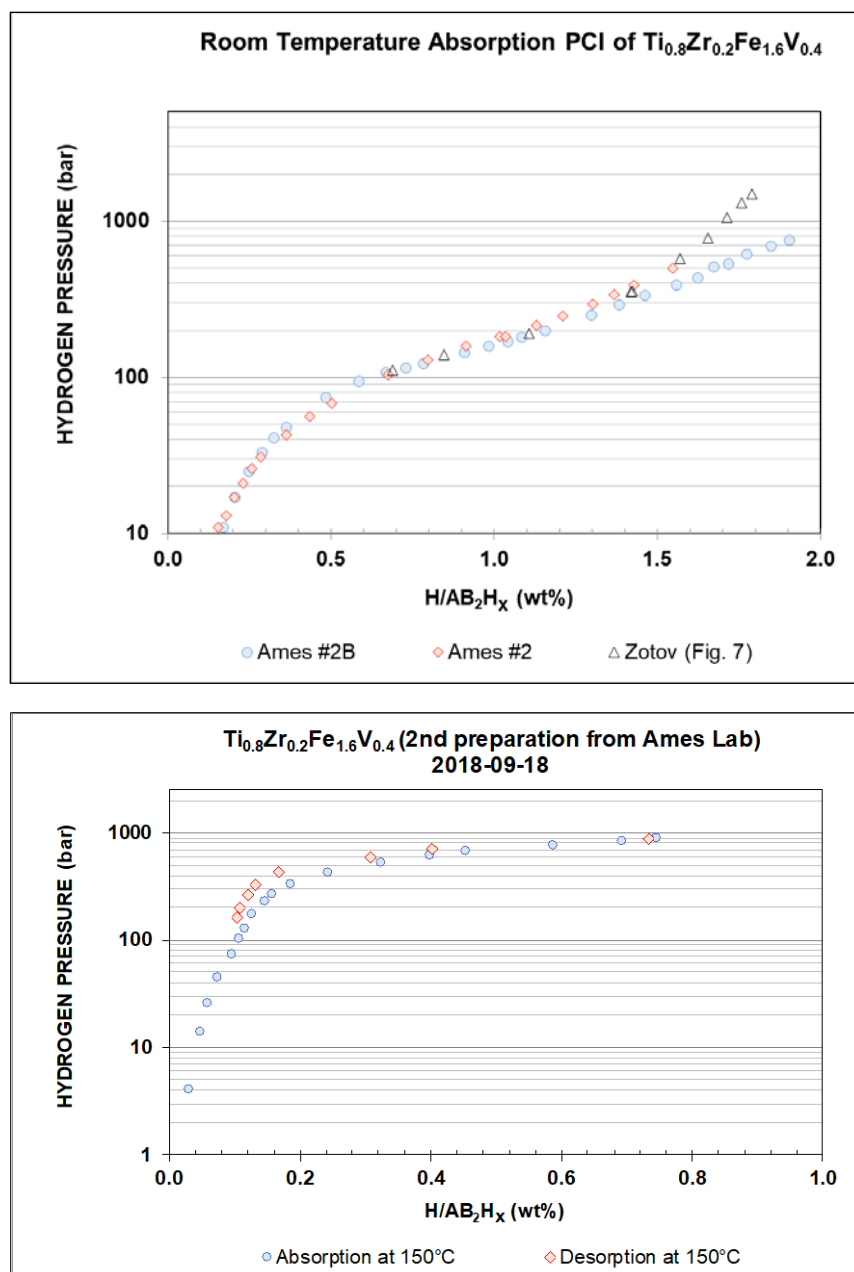 Room Temperature Absorption PCI of Ti0.8Zr0.2Fe1.6V0.4
HYDROGEN PRESSURE (bar)
1000
100
10
0.0 0.5 1.0 1.5 2.0
H/AB2HX (wt%)
Ames #2B Ames #2 Zotov (Fig. 7)
Ti0.8Zr0.2Fe1.6V0.4 (2nd preparation from Ames Lab)
2018-09-18
HYDROGEN PRESSURE (bar)
1000
100
10
1
0.0 0.2 0.4 0.6 0.8 1.0
H/AB2HX (wt%)
Absorption at 150°C Desorption at 150°C